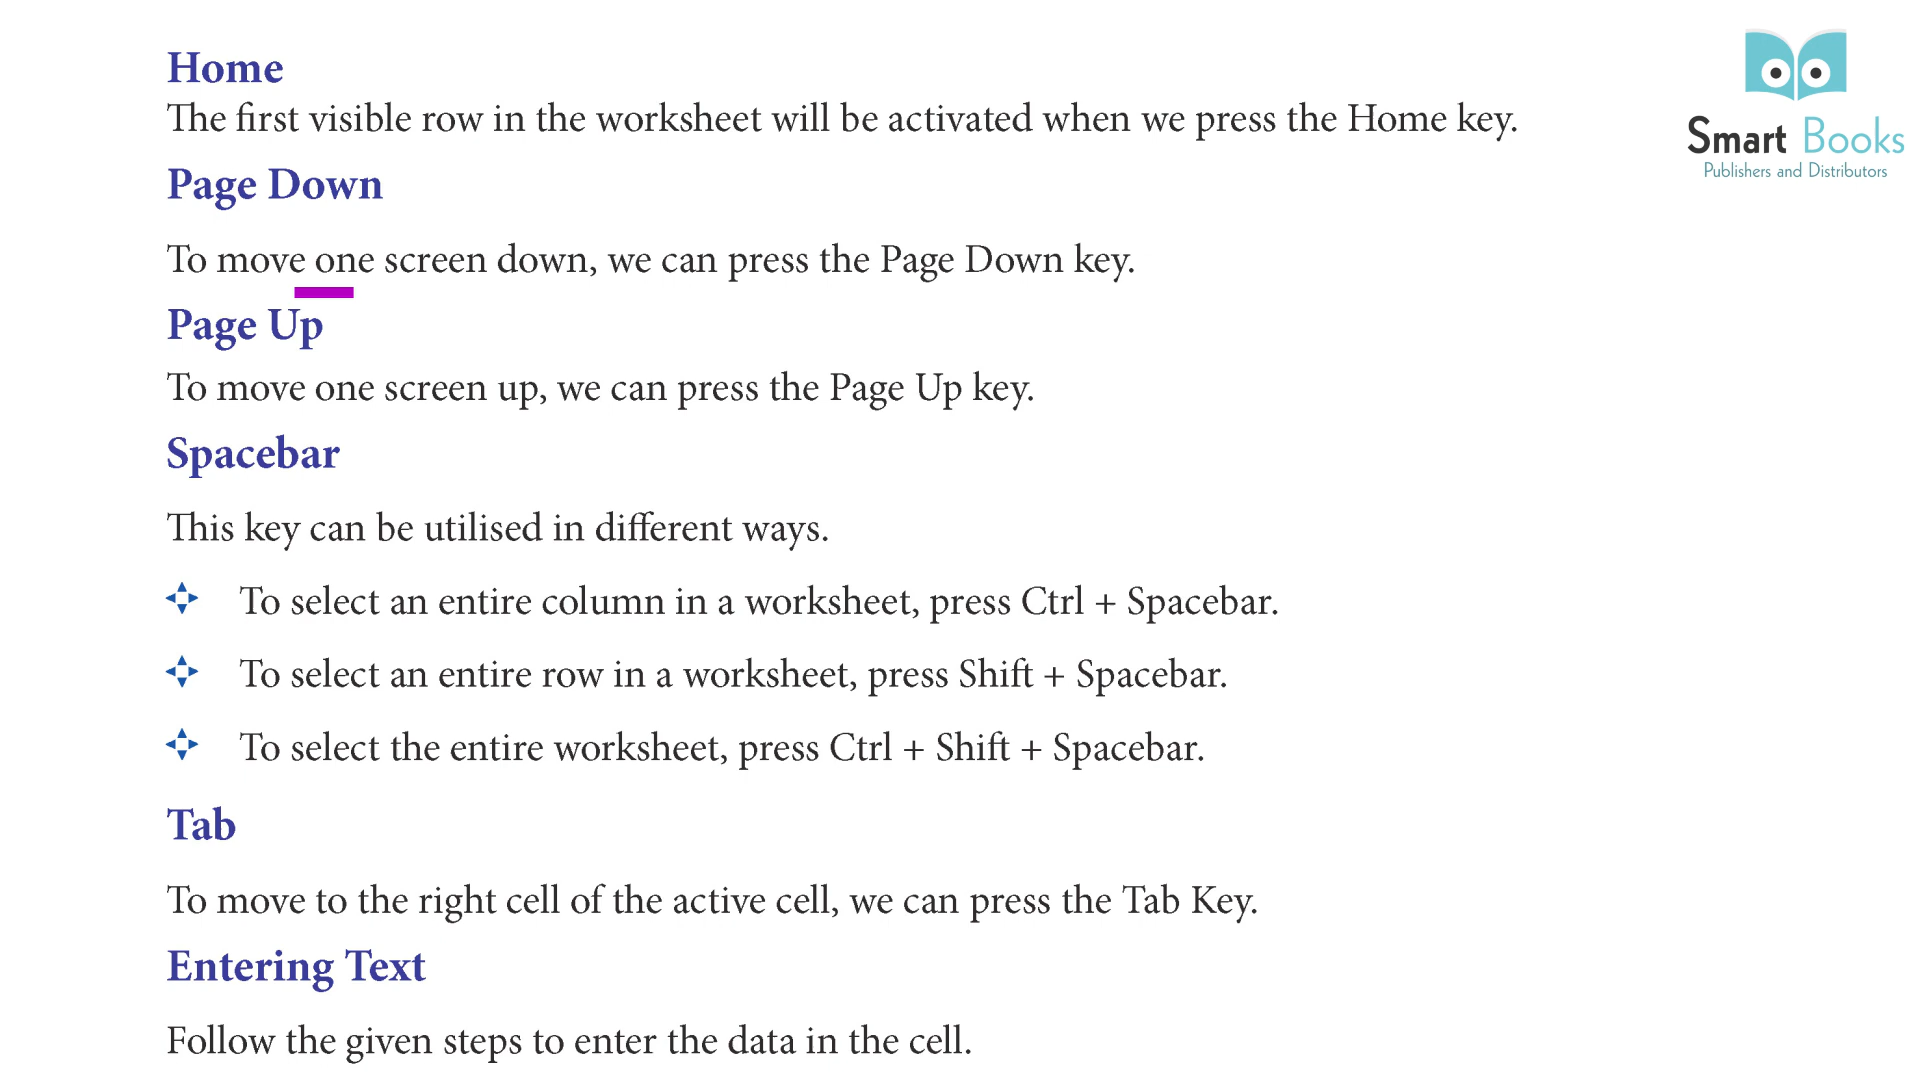 Home
The first visible row in the worksheet will be activated when we press the Home key.
Smart Books
Publishers and Distributors
Page Down
To move one screen down, we can press the Page Down key.
Page Up
To move one screen up, we can press the Page Up key.
Spacebar
This key can be utilised in different ways.
To select an entire column in a worksheet, press Ctrl + Spacebar.
To select an entire row in a worksheet, press Shift + Spacebar.
To select the entire worksheet, press Ctrl + Shift + Spacebar.
Tab
To move to the right cell of the active cell, we can press the Tab Key.
Entering Text
Follow the given steps to enter the data in the cell.